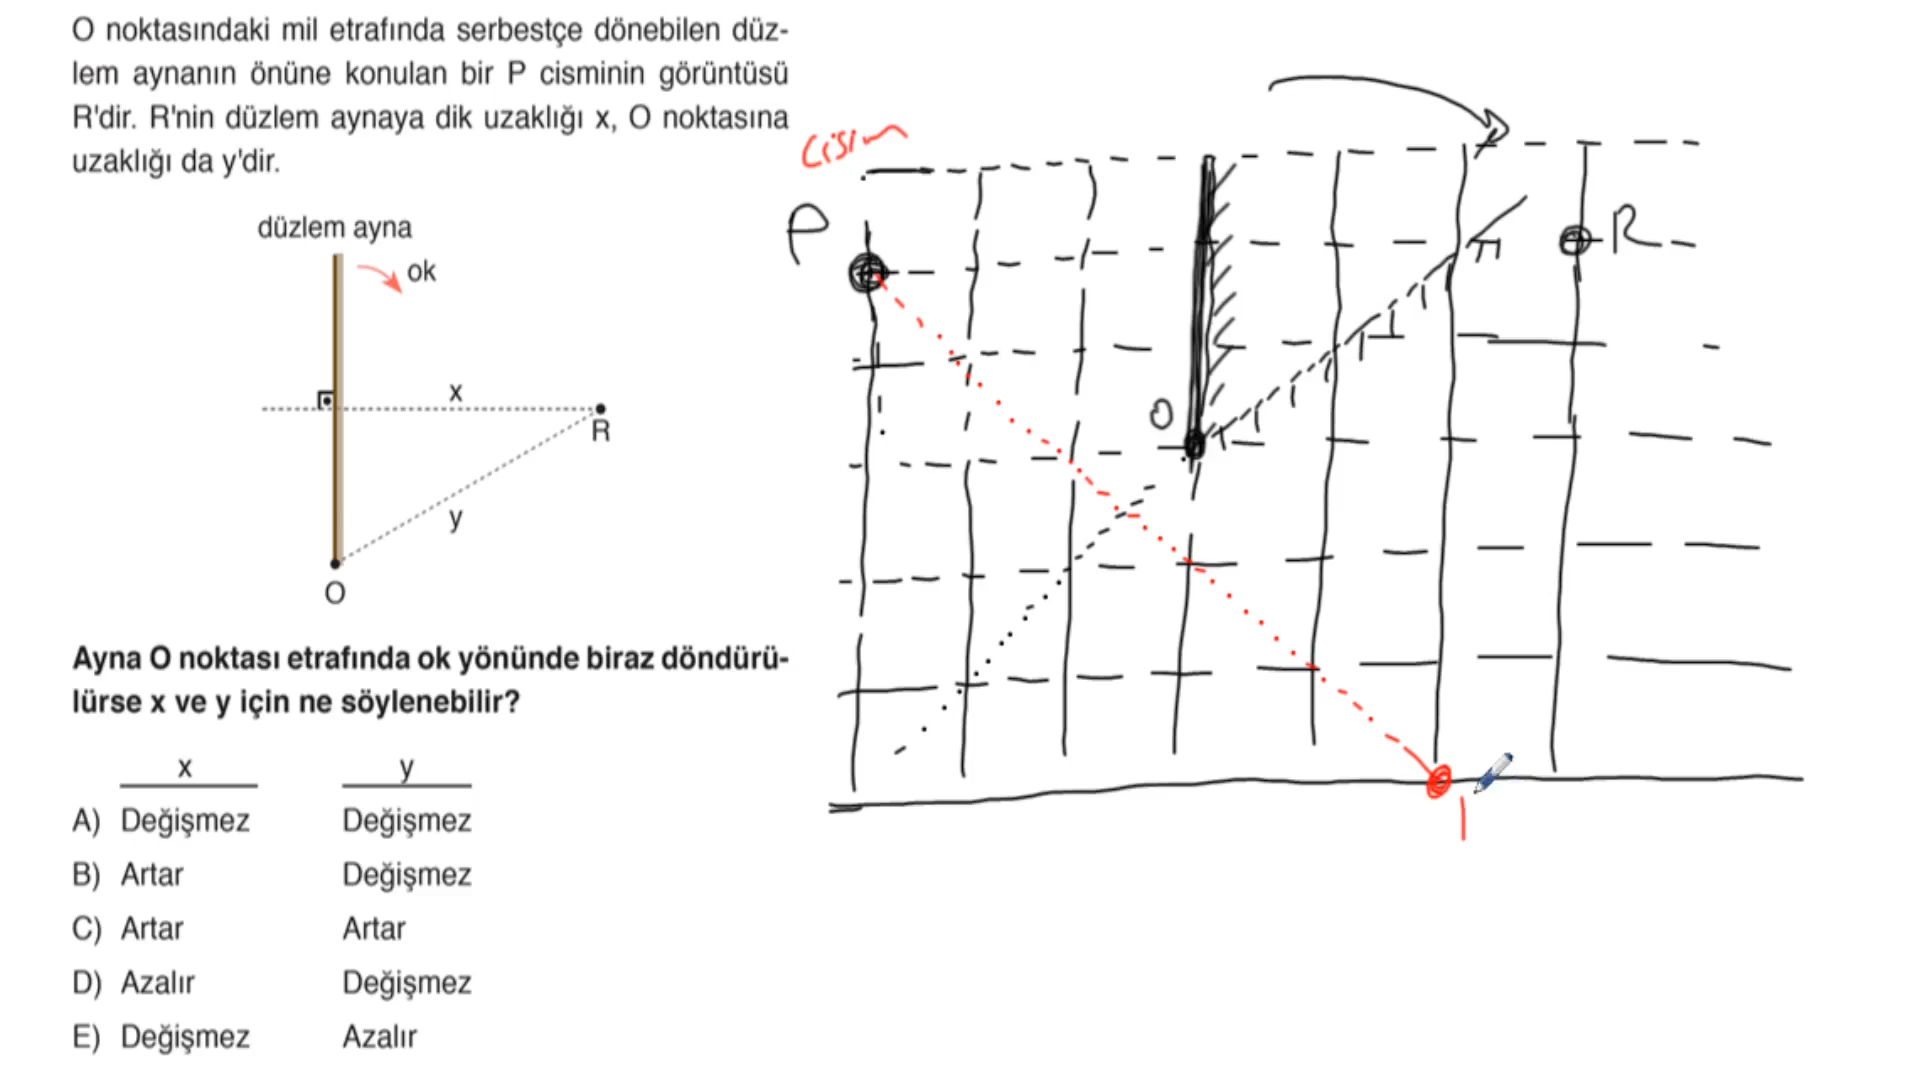 O noktasındaki mil etrafında serbestçe dönebilen düz-
lem aynanın önüne konulan bir P cisminin görüntüsü
R'dir. R'nin düzlem aynaya dik uzaklığı x, O noktasına
uzaklığı da y'dir.
düzlem ayna
ok
x
R
y
O
Ayna O noktası etrafında ok yönünde biraz döndürü-
lürse x ve y için ne söylenebilir?
x y
A) Değişmez Değişmez
B) Artar Değişmez
C) Artar Artar
D) Azalır Değişmez
E) Değişmez Azalır
Cisim
P
R
O